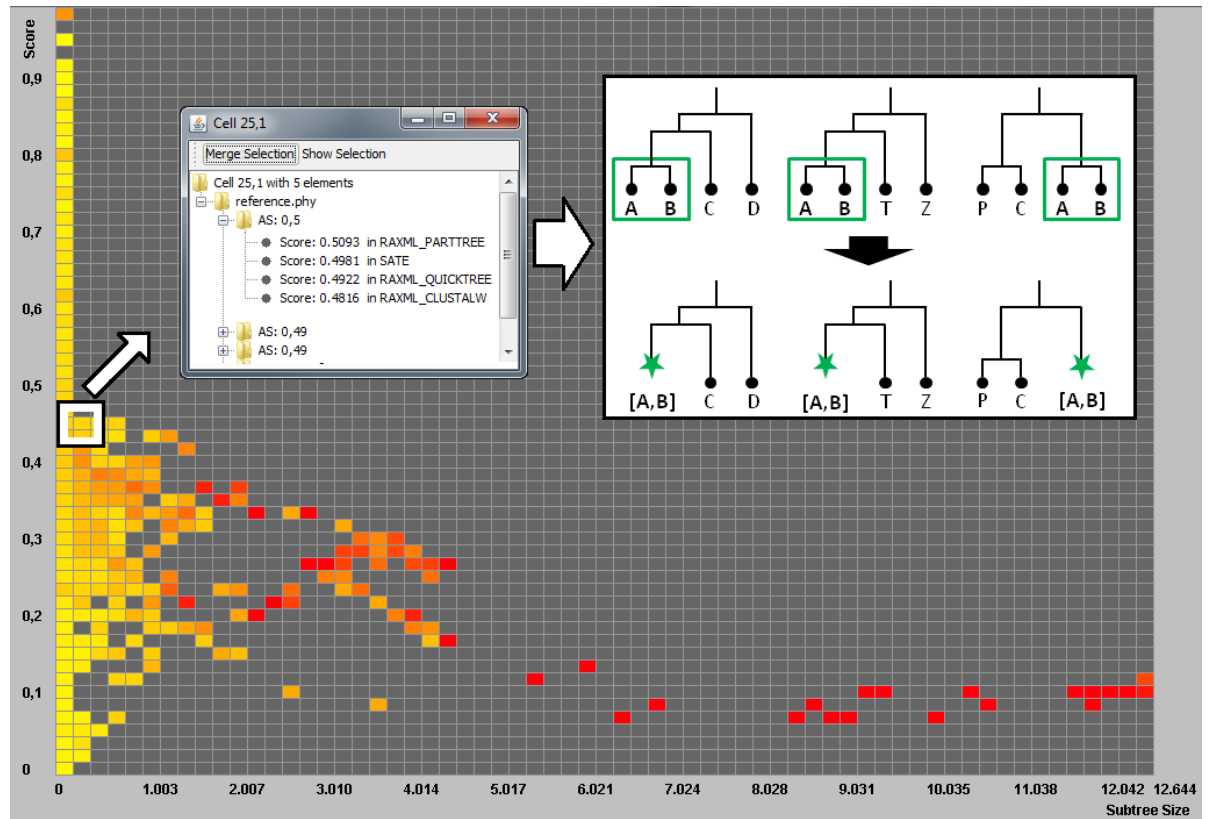 Score
0,9
0,8
0,7
0,6
0,5
0,4
0,3
0,2
0,1
0
Cell 25,1
Merge Selection Show Selection
Cell 25,1 with 5 elements
reference.phy
AS: 0,5
Score: 0.5093 in RAXML_PARTTREE
Score: 0.4981 in SATE
Score: 0.4922 in RAXML_QUICKTREE
Score: 0.4816 in RAXML_CLUSTALW
AS: 0,49
AS: 0,49
A B C D A B T Z P C A B
[A,B] C D [A,B] T Z P C [A,B]
0 1.003 2.007 3.010 4.014 5.017 6.021 7.024 8.028 9.031 10.035 11.038 12.042 12.644
Subtree Size